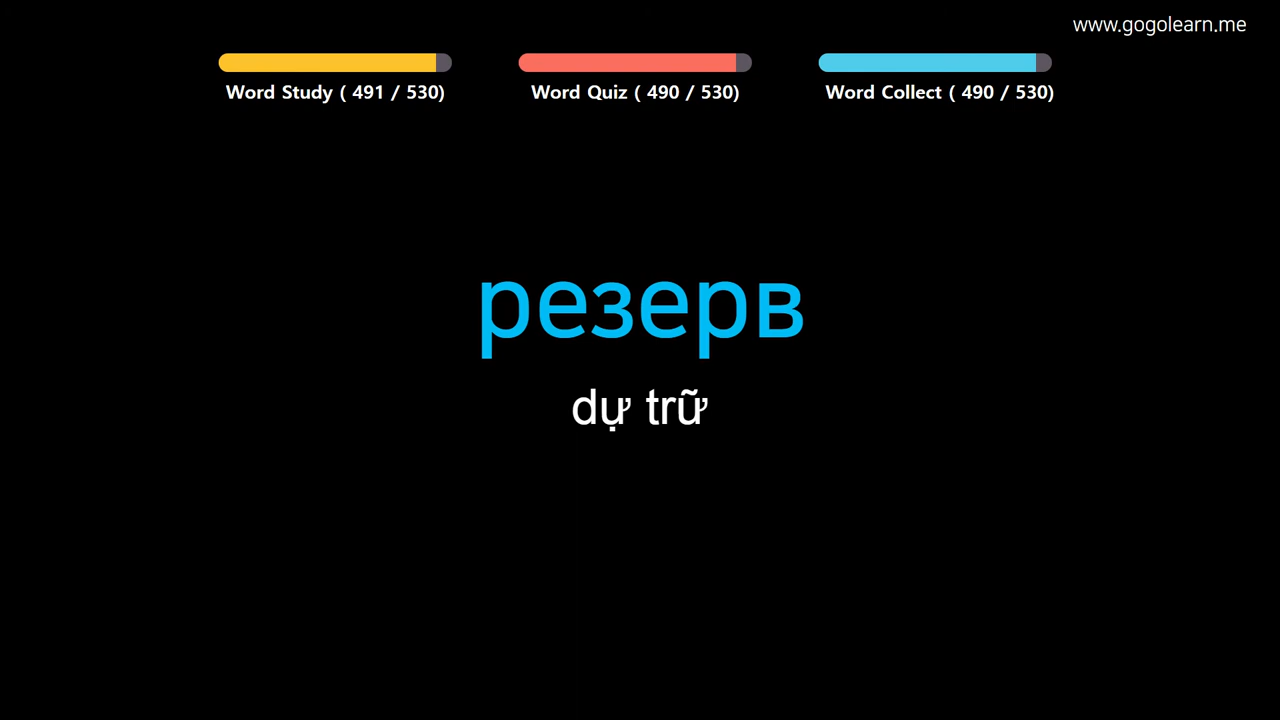 www.gogolearn.me
Word Study ( 491 / 530)
Word Quiz ( 490 / 530)
Word Collect ( 490 / 530)
резерв
dự trữ